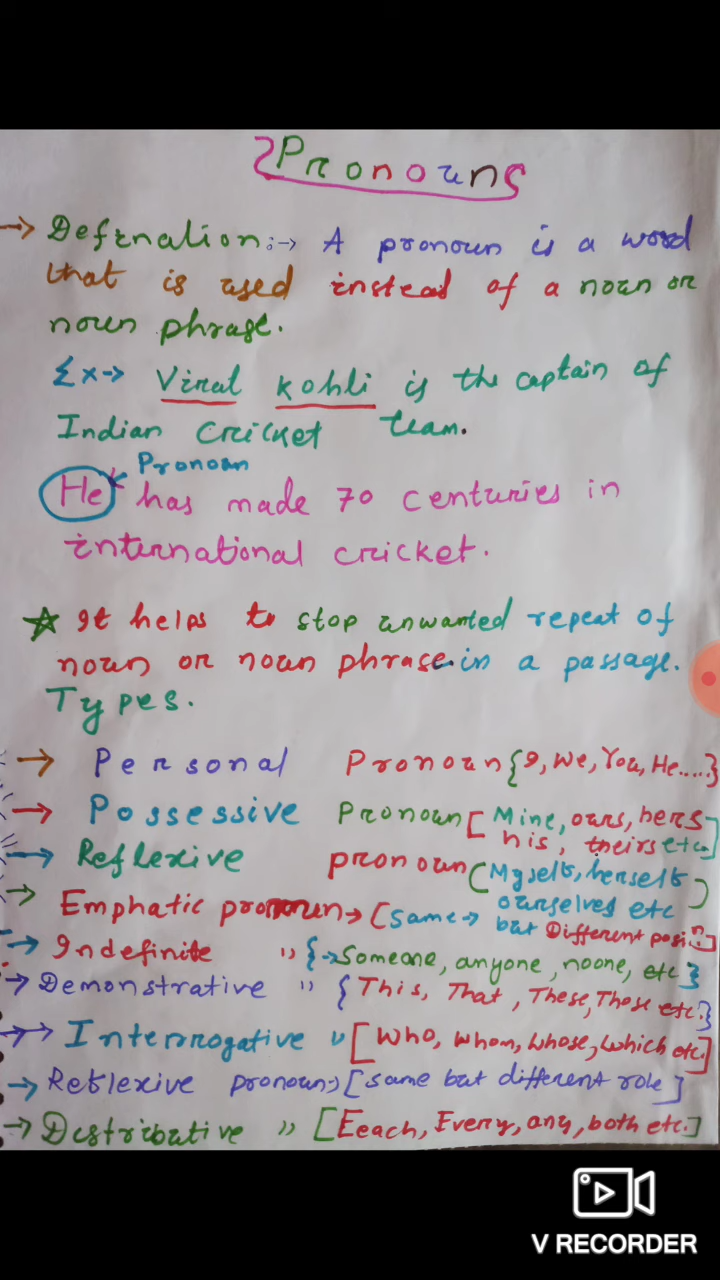 Pronouns
→ Defination:-> A pronoun is a word
that is used instead of a noun or
noun phrase.
Ex-> Virat Kohli is the captain of
Indian cricket team.
Pronoun
He has made 70 centuries in
international cricket.
☆ It helps to stop unwanted repeat of
noun or noun phrase in a passage.
Types.
→ Personal Pronoun {I, We, You, He....}
→ Possessive Pronoun [Mine, ours, hers
his, theirs etc.]
→ Reflexive pronoun (Myself, herself
ourselves etc)
→ Emphatic pronoun → [same →
but Different posi.]
→ Indefinite " {→ Someone, anyone, noone, etc}
→ Demonstrative " {This, That, These, Those etc.}
→ Interrogative " [Who, whom, whose, which etc]
→ Reflexive pronoun:-> [same but different role]
→ Destributive " [Eeach, Every, any, both etc.]
V RECORDER